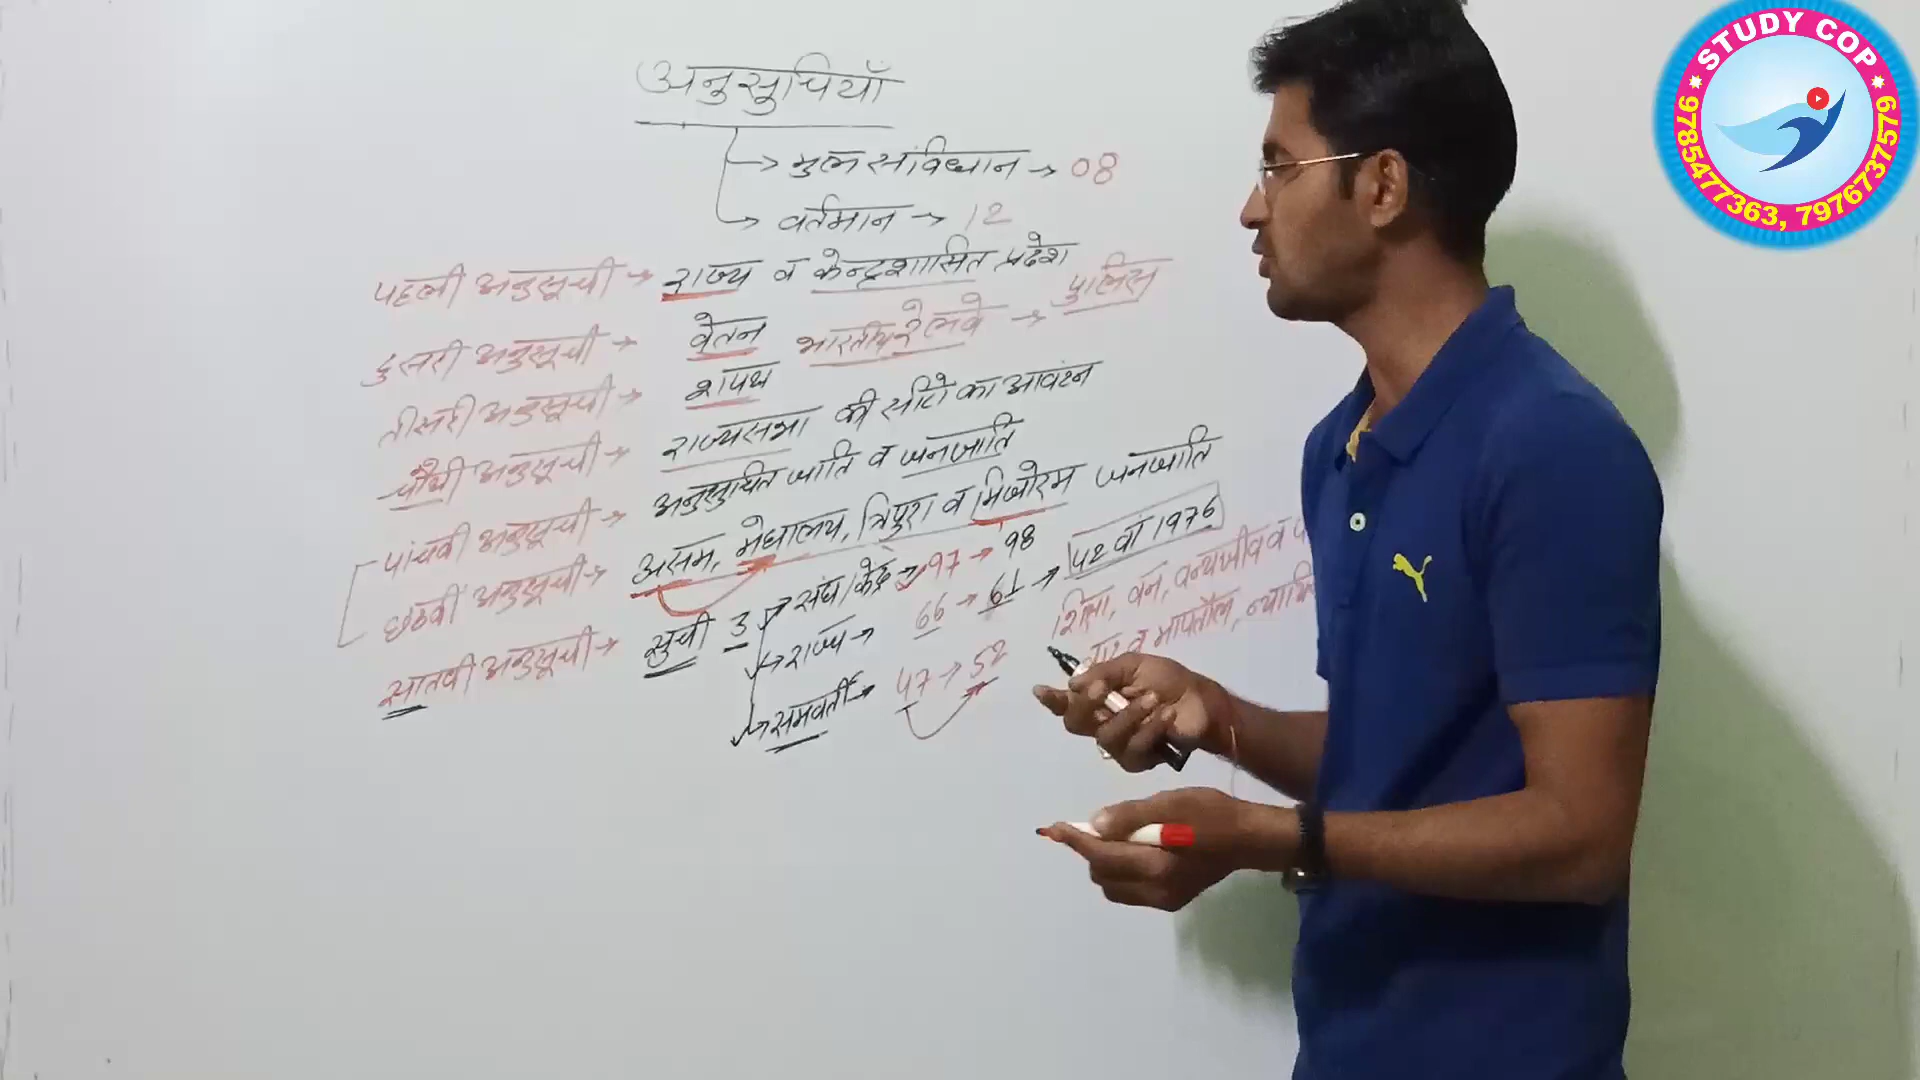 अनुसूचियाँ
→ मुल संविधान → 08
→ वर्तमान → 12
पहली अनुसूची → राज्य व केन्द्रशासित प्रदेश
दुसरी अनुसूची → वेतन भारतीय रेलवे → पुलिस
तीसरी अनुसूची → शपथ
चौथी अनुसूची → राज्यसभा की सीटो का आवंटन
पांचवी अनुसूची → अनुसुचित जाति व जनजाति
छठवीं अनुसूची → असम, मेघालय, त्रिपुरा व मिजोरम जनजाति
सातवी अनुसूची → सुची 3 → संघ/केंद्र → 97 → 98
→ राज्य → 66 → 61 → 42 वां 1976
→ समवर्ती → 47 → 52 शिक्षा, वन, वन्यजीव व
व मापतौल,
STUDY COP
9785477363, 7976737579